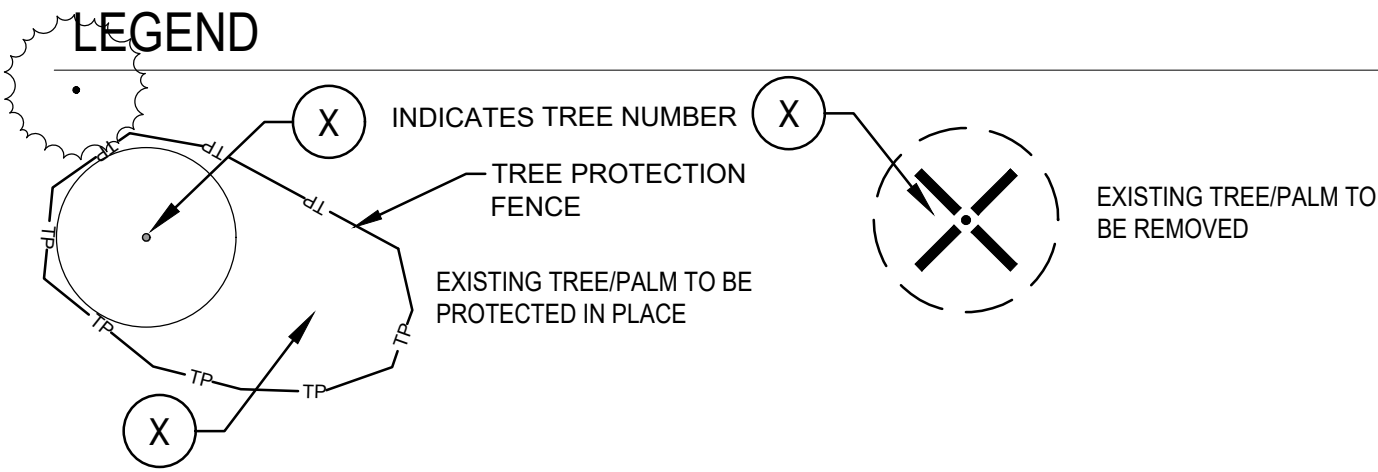 LEGEND
X
INDICATES TREE NUMBER
X
TREE PROTECTION
FENCE
EXISTING TREE/PALM TO
BE REMOVED
EXISTING TREE/PALM TO BE
PROTECTED IN PLACE
TP
TP
TP
TP
TP
TP
TP
TP
X